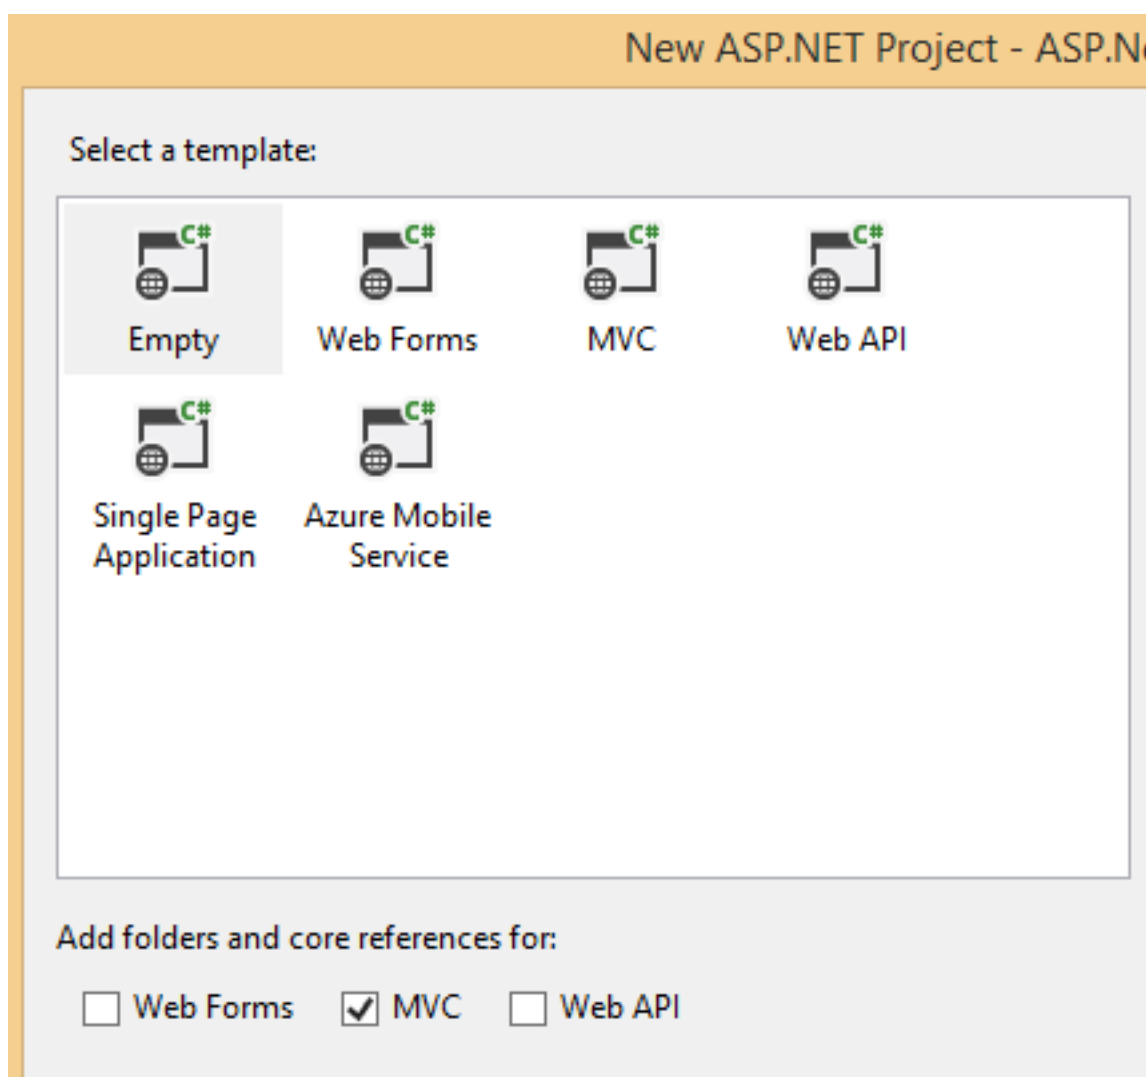 New ASP.NET Project - ASP.N
Select a template:
C# C# C# C#
Empty Web Forms MVC Web API
C# C#
Single Page Azure Mobile
Application Service
Add folders and core references for:
Web Forms MVC Web API